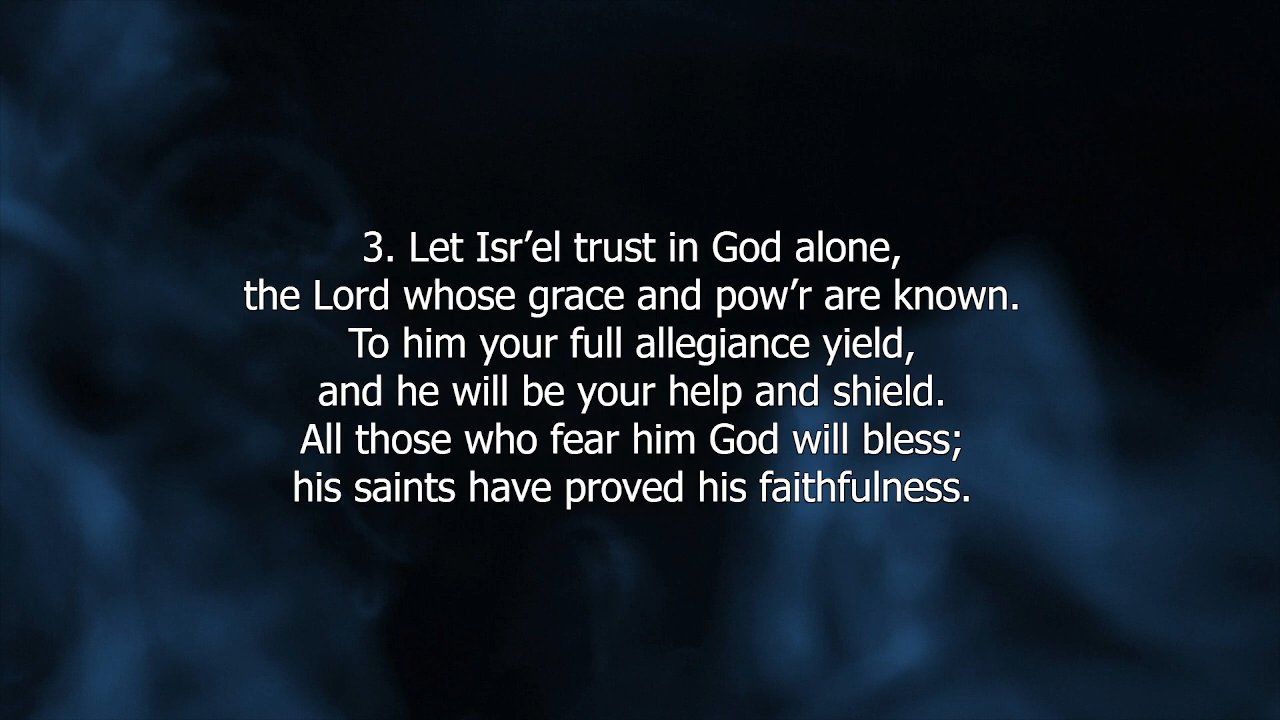 3. Let Isr’el trust in God alone,
the Lord whose grace and pow’r are known.
To him your full allegiance yield,
and he will be your help and shield.
All those who fear him God will bless;
his saints have proved his faithfulness.